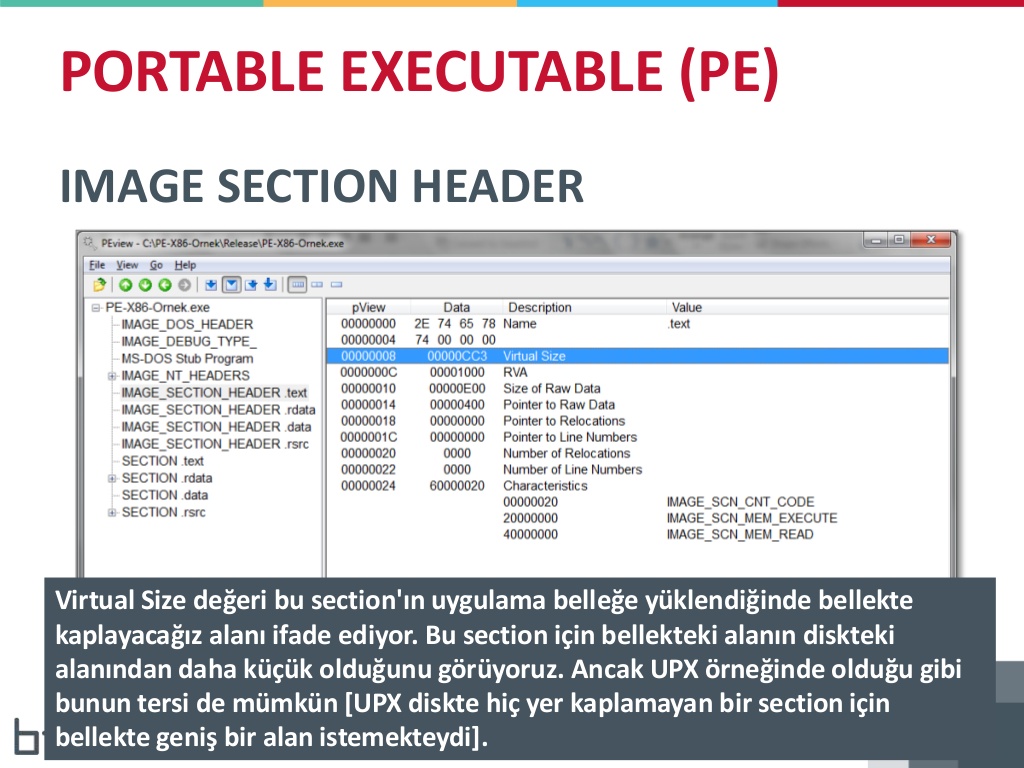 PORTABLE EXECUTABLE (PE)
IMAGE SECTION HEADER
PEview - C:\PE-X86-Ornek\Release\PE-X86-Ornek.exe
File View Go Help
PE-X86-Ornek.exe
IMAGE_DOS_HEADER
IMAGE_DEBUG_TYPE_
MS-DOS Stub Program
IMAGE_NT_HEADERS
IMAGE_SECTION_HEADER .text
IMAGE_SECTION_HEADER .rdata
IMAGE_SECTION_HEADER .data
IMAGE_SECTION_HEADER .rsrc
SECTION .text
SECTION .rdata
SECTION .data
SECTION .rsrc
pView Data Description Value
00000000 2E 74 65 78 Name .text
00000004 74 00 00 00
00000008 00000CC3 Virtual Size
0000000C 00001000 RVA
00000010 00000E00 Size of Raw Data
00000014 00000400 Pointer to Raw Data
00000018 00000000 Pointer to Relocations
0000001C 00000000 Pointer to Line Numbers
00000020 0000 Number of Relocations
00000022 0000 Number of Line Numbers
00000024 60000020 Characteristics
00000020 IMAGE_SCN_CNT_CODE
20000000 IMAGE_SCN_MEM_EXECUTE
40000000 IMAGE_SCN_MEM_READ
Virtual Size değeri bu section'ın uygulama belleğe yüklendiğinde bellekte
kaplayacağız alanı ifade ediyor. Bu section için bellekteki alanın diskteki
alanından daha küçük olduğunu görüyoruz. Ancak UPX örneğinde olduğu gibi
bunun tersi de mümkün [UPX diskte hiç yer kaplamayan bir section için
bellekte geniş bir alan istemekteydi].